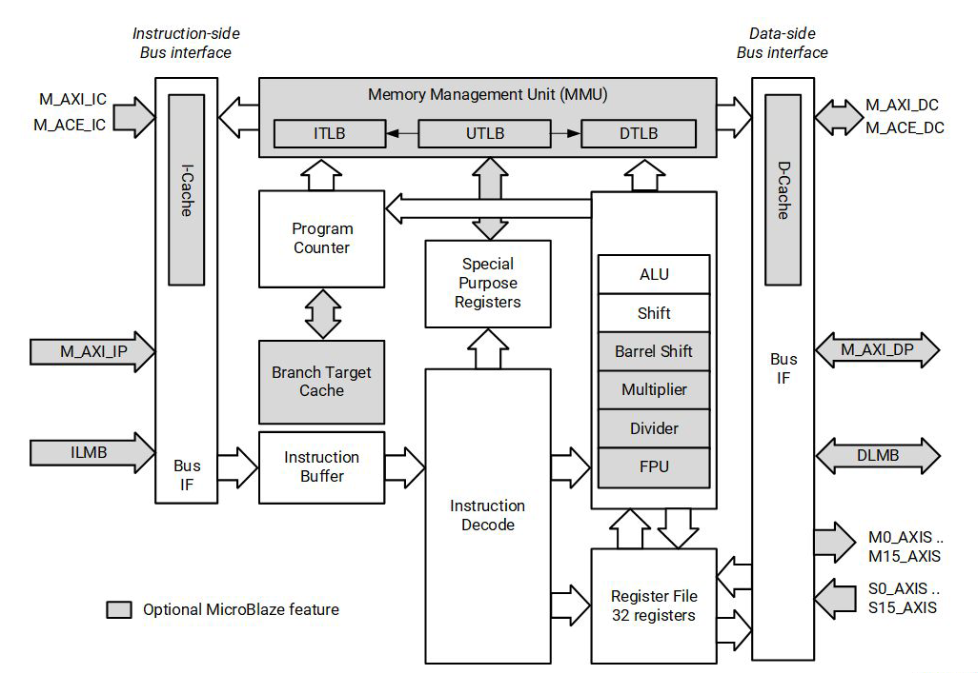 Instruction-side
Bus interface
Data-side
Bus interface
M_AXI_IC
M_ACE_IC
I-Cache
Memory Management Unit (MMU)
ITLB
UTLB
DTLB
D-Cache
M_AXI_DC
M_ACE_DC
Program
Counter
Special
Purpose
Registers
ALU
Shift
Barrel Shift
Multiplier
Divider
FPU
M_AXI_IP
Branch Target
Cache
Bus
IF
M_AXI_DP
ILMB
Bus
IF
Instruction
Buffer
Instruction
Decode
DLMB
M0_AXIS ..
M15_AXIS
Register File
32 registers
S0_AXIS ..
S15_AXIS
Optional MicroBlaze feature